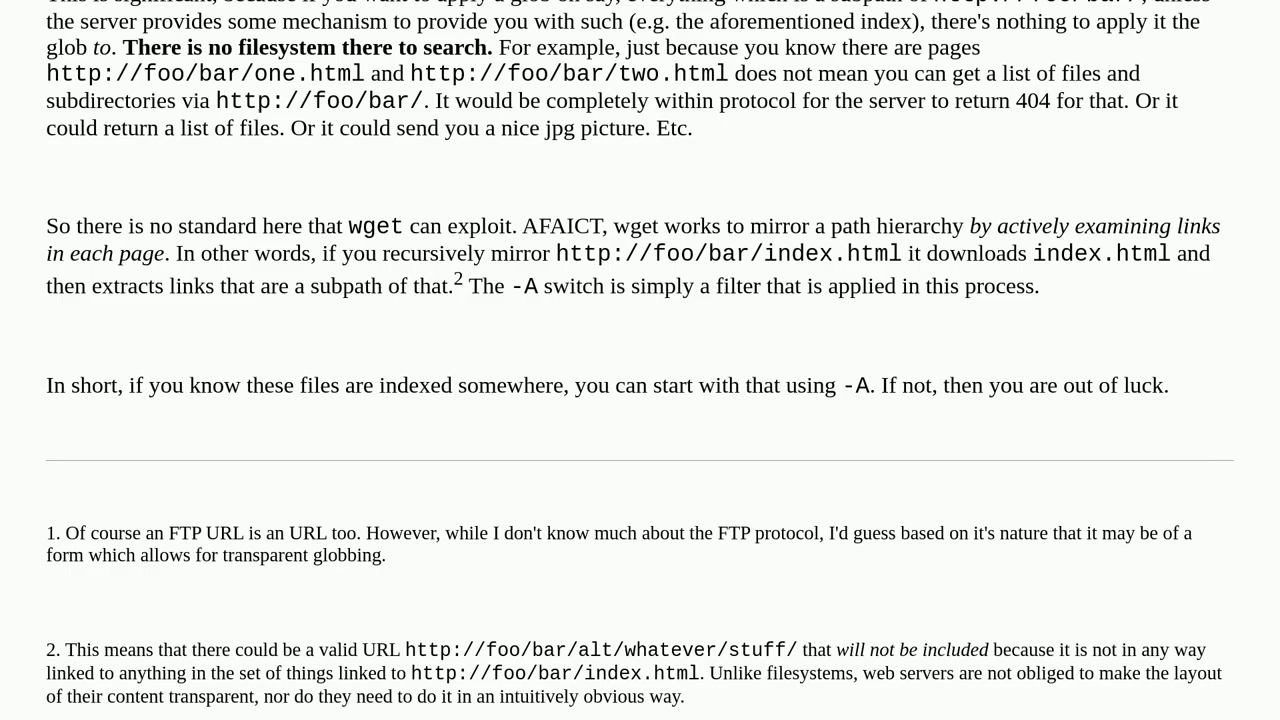 the server provides some mechanism to provide you with such (e.g. the aforementioned index), there's nothing to apply it the
glob to. There is no filesystem there to search. For example, just because you know there are pages
http://foo/bar/one.html and http://foo/bar/two.html does not mean you can get a list of files and
subdirectories via http://foo/bar/. It would be completely within protocol for the server to return 404 for that. Or it
could return a list of files. Or it could send you a nice jpg picture. Etc.
So there is no standard here that wget can exploit. AFAICT, wget works to mirror a path hierarchy by actively examining links
in each page. In other words, if you recursively mirror http://foo/bar/index.html it downloads index.html and
then extracts links that are a subpath of that.2 The -A switch is simply a filter that is applied in this process.
In short, if you know these files are indexed somewhere, you can start with that using -A. If not, then you are out of luck.
1. Of course an FTP URL is an URL too. However, while I don't know much about the FTP protocol, I'd guess based on it's nature that it may be of a
form which allows for transparent globbing.
2. This means that there could be a valid URL http://foo/bar/alt/whatever/stuff/ that will not be included because it is not in any way
linked to anything in the set of things linked to http://foo/bar/index.html. Unlike filesystems, web servers are not obliged to make the layout
of their content transparent, nor do they need to do it in an intuitively obvious way.